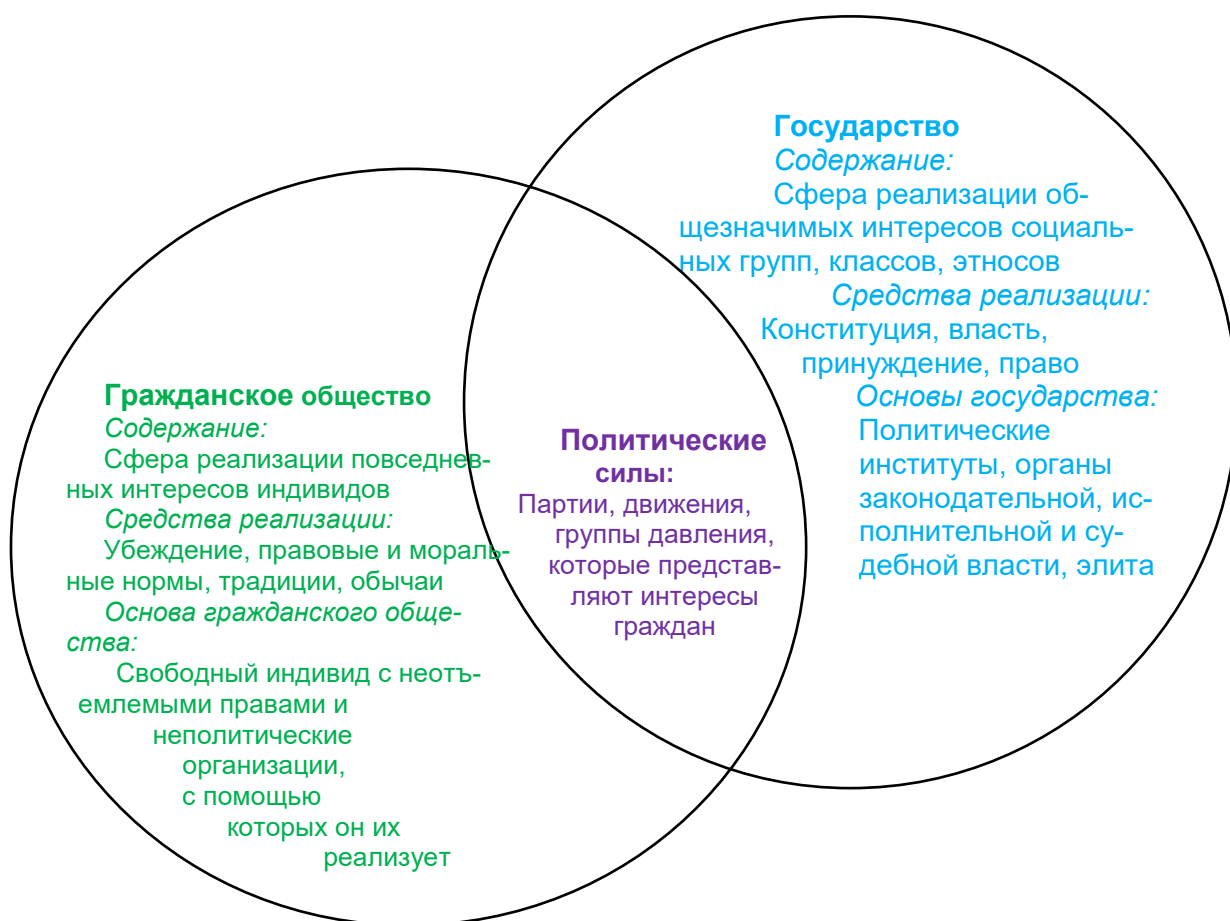 Государство
Содержание:
Сфера реализации об-
щезначимых интересов социаль-
ных групп, классов, этносов
Средства реализации:
Конституция, власть,
принуждение, право
Основы государства:
Политические
институты, органы
законодательной, ис-
полнительной и су-
дебной власти, элита
Гражданское общество
Содержание:
Сфера реализации повседнев-
ных интересов индивидов
Средства реализации:
Убеждение, правовые и мораль-
ные нормы, традиции, обычаи
Основа гражданского обще-
ства:
Свободный индивид с неотъ-
емлемыми правами и
неполитические
организации,
с помощью
которых он их
реализует
Политические
силы:
Партии, движения,
группы давления,
которые представ-
ляют интересы
граждан